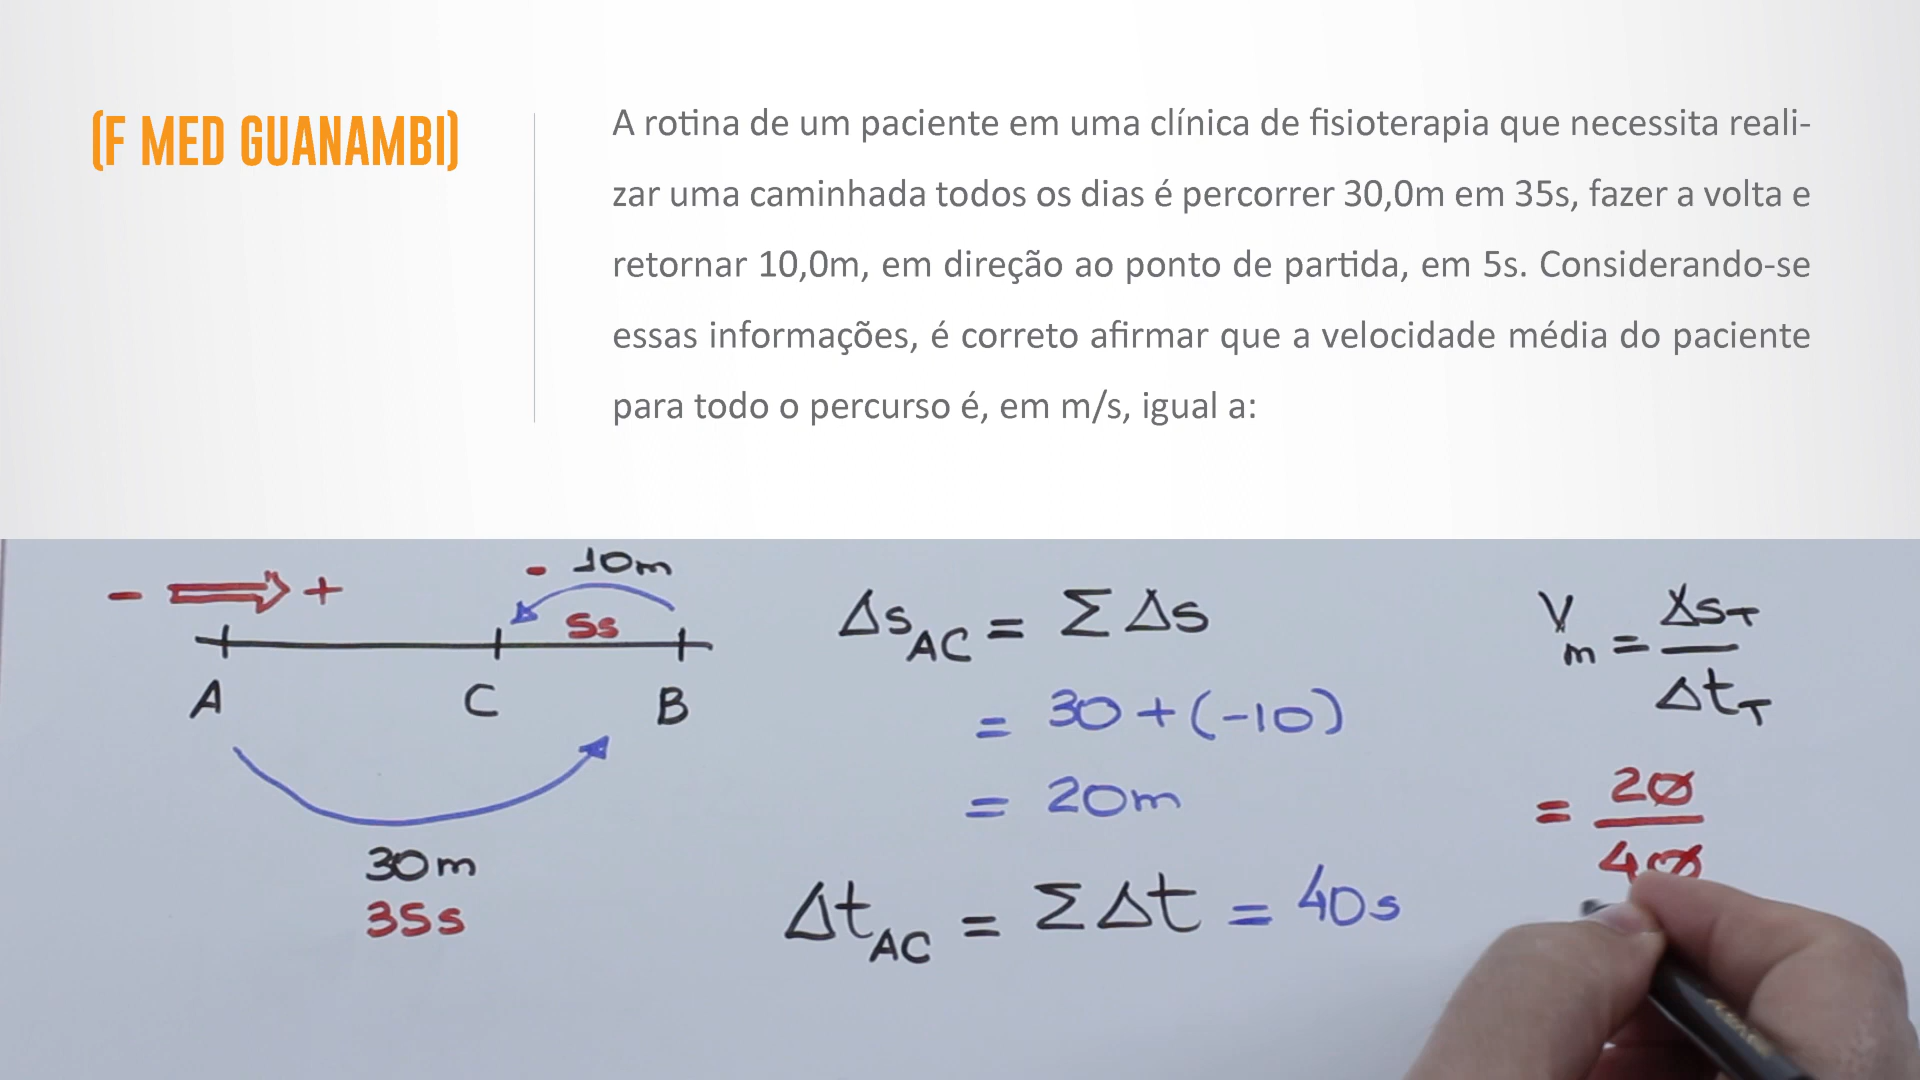 (F MED GUANAMBI)
A rotina de um paciente em uma clínica de fisioterapia que necessita reali-
zar uma caminhada todos os dias é percorrer 30,0m em 35s, fazer a volta e
retornar 10,0m, em direção ao ponto de partida, em 5s. Considerando-se
essas informações, é correto afirmar que a velocidade média do paciente
para todo o percurso é, em m/s, igual a:
- ⇒ +
- 10m
5s
A C B
30m
35s
Δs_AC = Σ Δs
= 30 + (-10)
= 20m
Δt_AC = Σ Δt = 40s
V_m = Δs_T / Δt_T
= 20 / 40